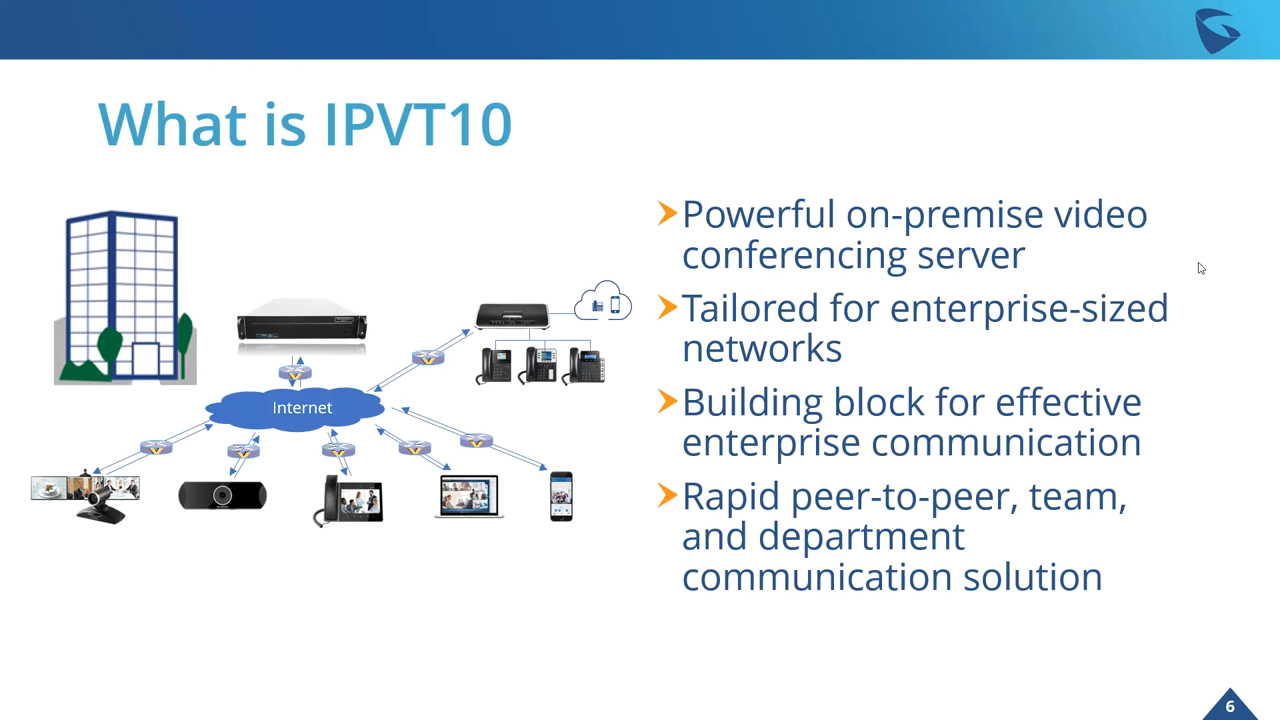 What is IPVT10
Internet
Powerful on-premise video
conferencing server
Tailored for enterprise-sized
networks
Building block for effective
enterprise communication
Rapid peer-to-peer, team,
and department
communication solution
6